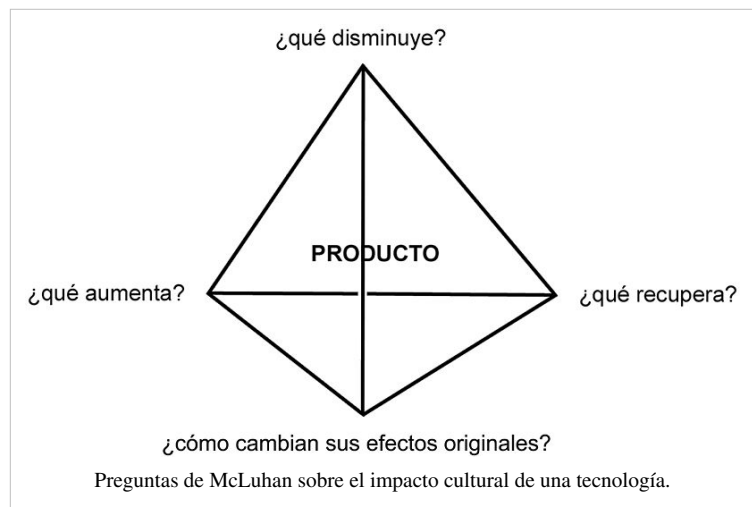 ¿qué disminuye?
PRODUCTO
¿qué aumenta?
¿qué recupera?
¿cómo cambian sus efectos originales?
Preguntas de McLuhan sobre el impacto cultural de una tecnología.